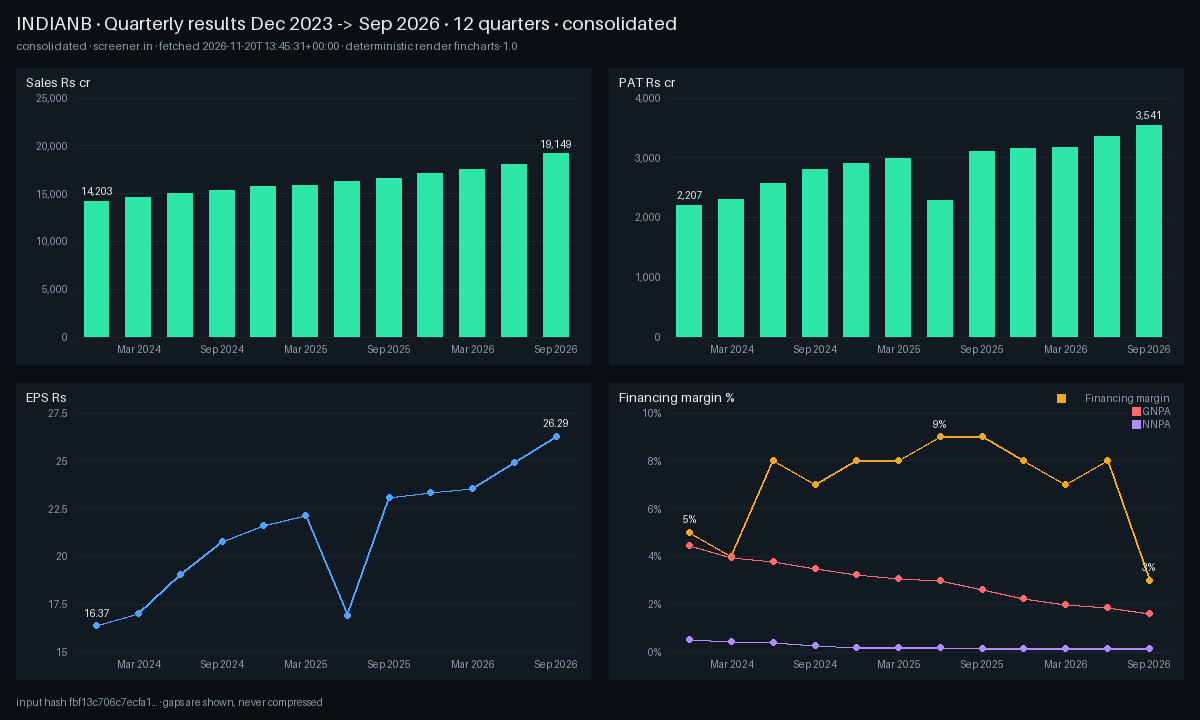 INDIANB · Quarterly results Dec 2023 -> Sep 2026 · 12 quarters · consolidated
consolidated · screener.in · fetched 2026-11-20T13:45:31+00:00 · deterministic render fincharts-1.0
Sales Rs cr
25,000
20,000
15,000
10,000
5,000
0
14,203
19,149
Mar 2024 Sep 2024 Mar 2025 Sep 2025 Mar 2026 Sep 2026
PAT Rs cr
4,000
3,000
2,000
1,000
0
2,207
3,541
Mar 2024 Sep 2024 Mar 2025 Sep 2025 Mar 2026 Sep 2026
EPS Rs
27.5
25
22.5
20
17.5
15
16.37
26.29
Mar 2024 Sep 2024 Mar 2025 Sep 2025 Mar 2026 Sep 2026
Financing margin %
Financing margin
GNPA
NNPA
10%
8%
6%
4%
2%
0%
5%
9%
3%
Mar 2024 Sep 2024 Mar 2025 Sep 2025 Mar 2026 Sep 2026
input hash fbf13c706c7ecfa1… · gaps are shown, never compressed